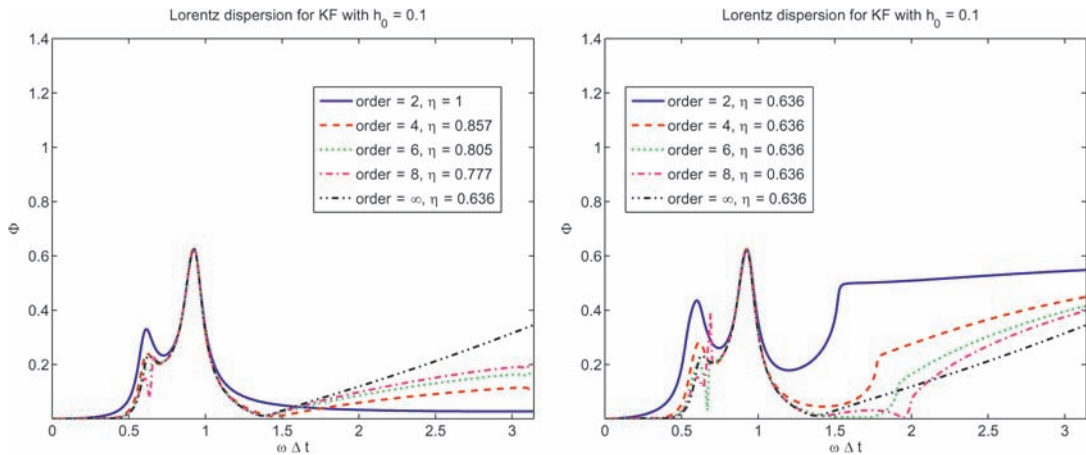 Lorentz dispersion for KF with h₀ = 0.1
1.4
1.2
1
0.8
0.6
0.4
0.2
Φ
0
0.5
1
1.5
2
2.5
3
ω Δ t
order = 2, η = 1
order = 4, η = 0.857
order = 6, η = 0.805
order = 8, η = 0.777
order = ∞, η = 0.636
Lorentz dispersion for KF with h₀ = 0.1
1.4
1.2
1
0.8
0.6
0.4
0.2
Φ
0
0.5
1
1.5
2
2.5
3
ω Δ t
order = 2, η = 0.636
order = 4, η = 0.636
order = 6, η = 0.636
order = 8, η = 0.636
order = ∞, η = 0.636